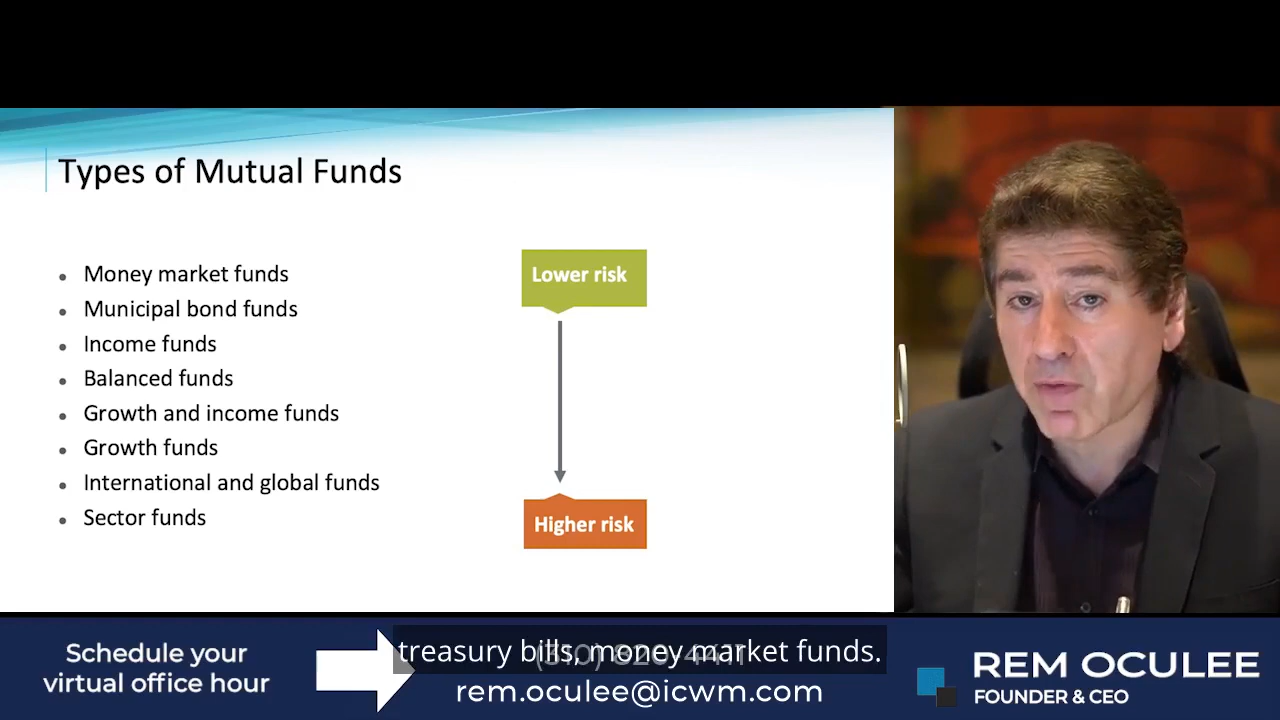 Types of Mutual Funds
Money market funds
Municipal bond funds
Income funds
Balanced funds
Growth and income funds
Growth funds
International and global funds
Sector funds
Lower risk
Higher risk
Schedule your
virtual office hour
treasury bills, money market funds.
rem.oculee@icwm.com
REM OCULEE
FOUNDER & CEO